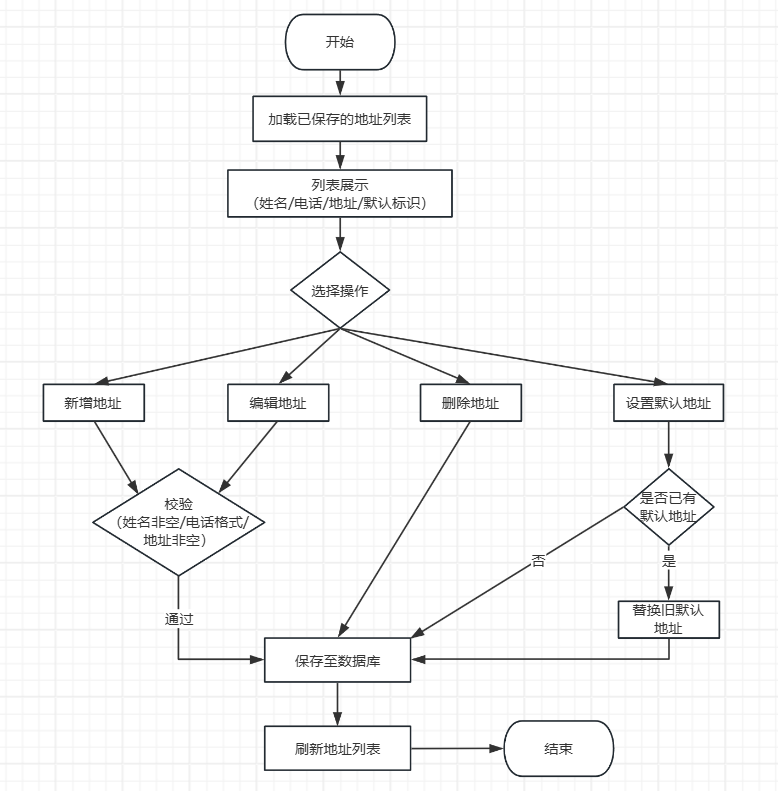 开始
加载已保存的地址列表
列表展示
（姓名/电话/地址/默认标识）
选择操作
新增地址
编辑地址
删除地址
设置默认地址
校验
（姓名非空/电话格式/
地址非空）
是否已有
默认地址
否
是
通过
替换旧默认
地址
保存至数据库
刷新地址列表
结束